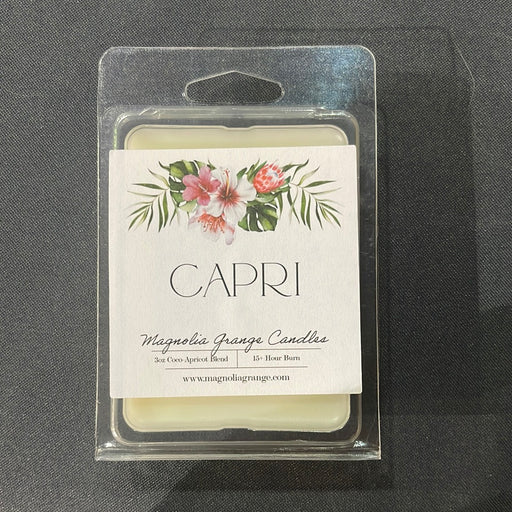 CAPRI
Magnolia Grange Candles
3oz Coco-Apricot Blend 15+ Hour Burn
www.magnoliagrange.com